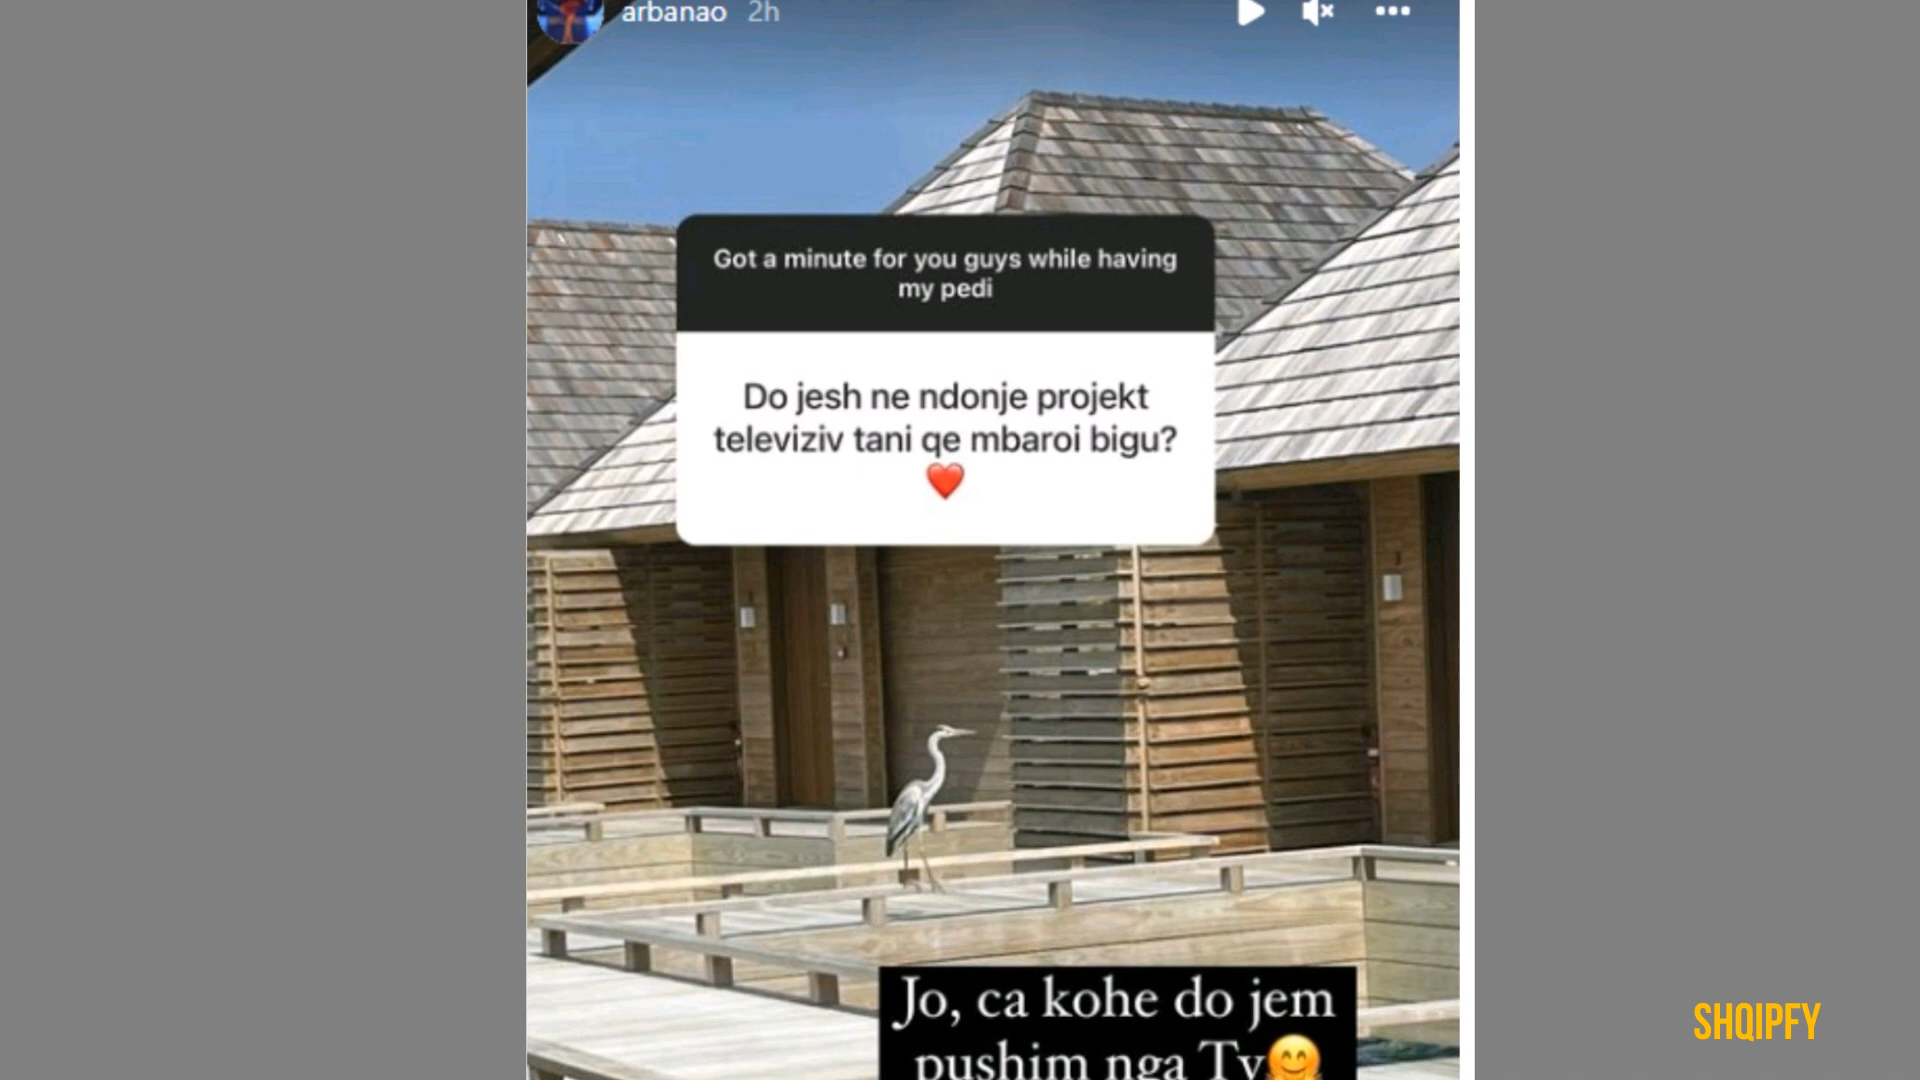 arbanao 2h
Got a minute for you guys while having
my pedi
Do jesh ne ndonje projekt
televiziv tani qe mbaroi bigu?
❤️
Jo, ca kohe do jem
pushim nga Tv🤗
SHQIPFY